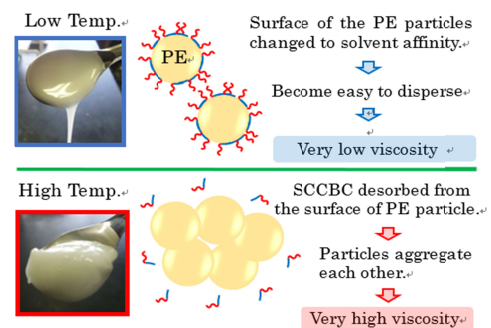 Low Temp.
PE
Surface of the PE particles
changed to solvent affinity.
Become easy to disperse
Very low viscosity
High Temp.
SCCBC desorbed from
the surface of PE particle.
Particles aggregate
each other.
Very high viscosity